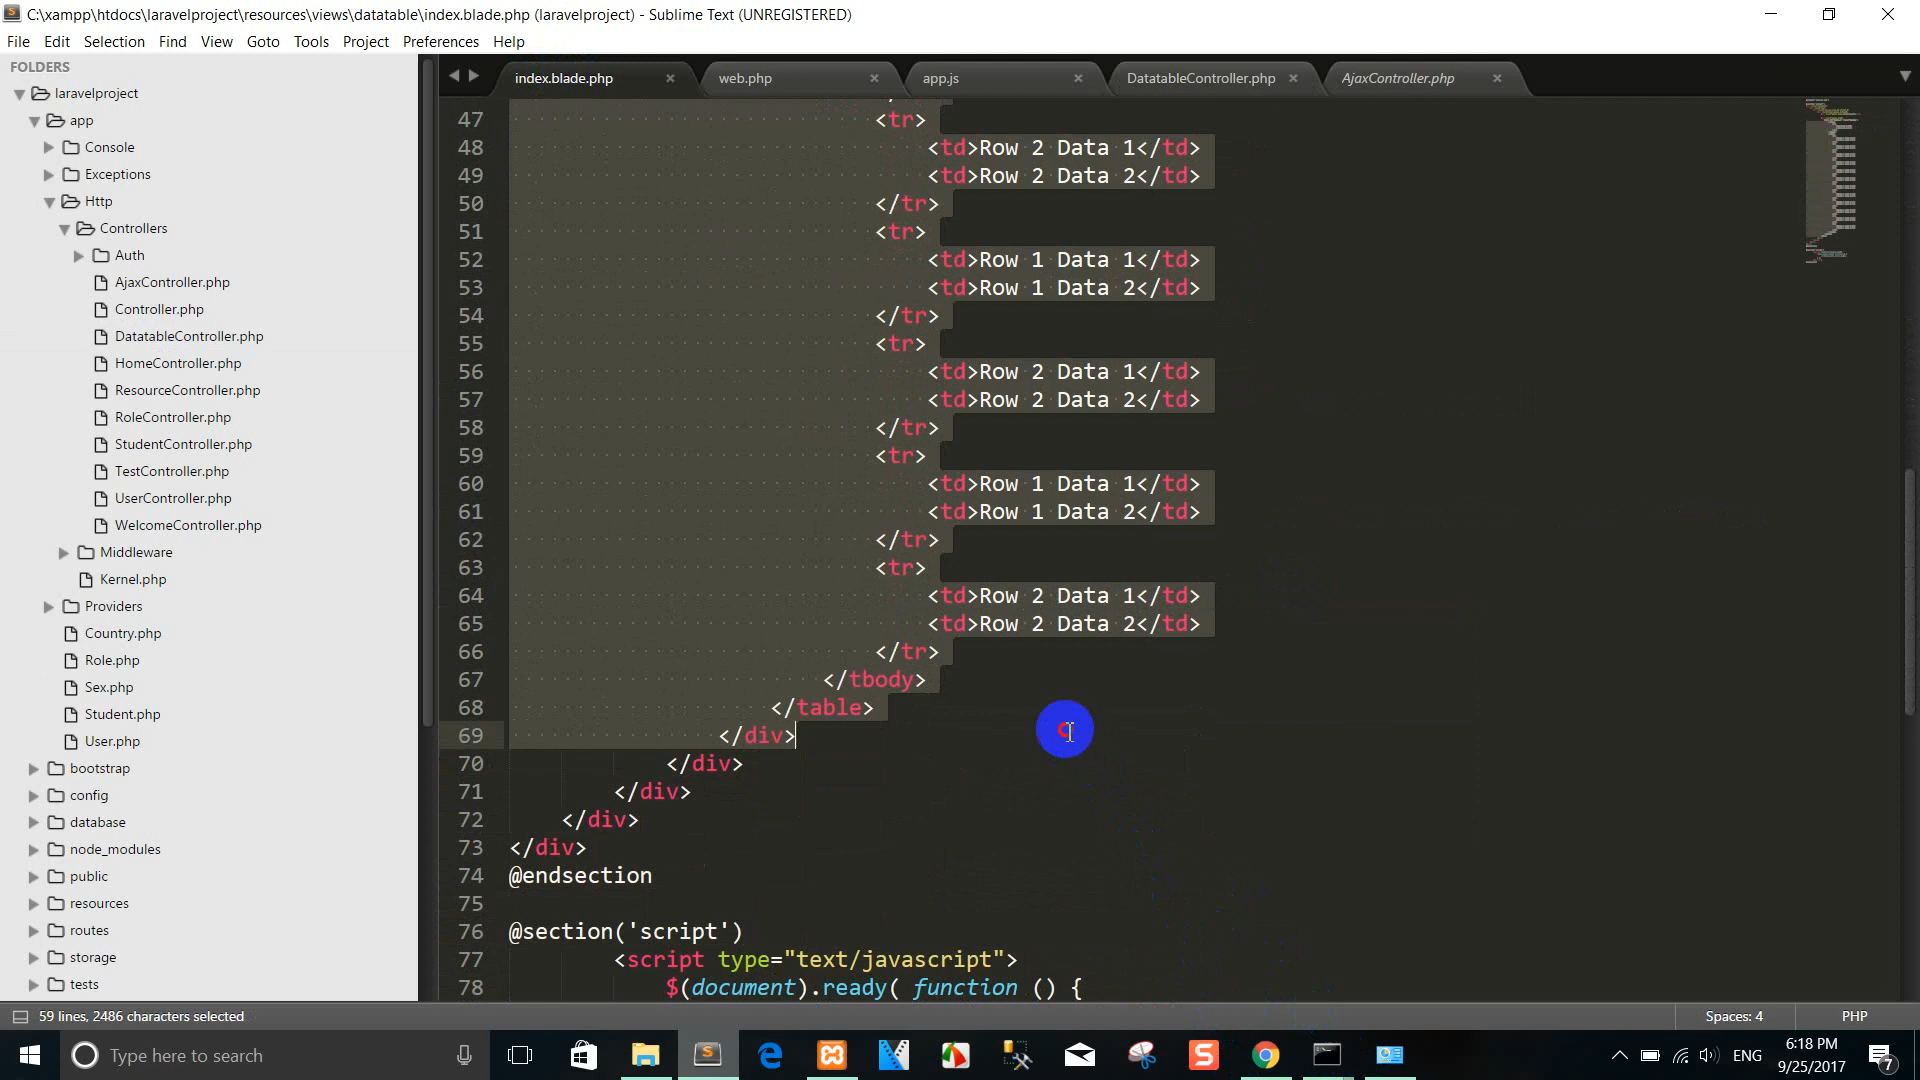 C:\xampp\htdocs\laravelproject\resources\views\datatable\index.blade.php (laravelproject) - Sublime Text (UNREGISTERED)
File Edit Selection Find View Goto Tools Project Preferences Help
FOLDERS
laravelproject
app
Console
Exceptions
Http
Controllers
Auth
AjaxController.php
Controller.php
DatatableController.php
HomeController.php
ResourceController.php
RoleController.php
StudentController.php
TestController.php
UserController.php
WelcomeController.php
Middleware
Kernel.php
Providers
Country.php
Role.php
Sex.php
Student.php
User.php
bootstrap
config
database
node_modules
public
resources
routes
storage
tests
index.blade.php web.php app.js DatatableController.php AjaxController.php
47 <tr>
48 <td>Row 2 Data 1</td>
49 <td>Row 2 Data 2</td>
50 </tr>
51 <tr>
52 <td>Row 1 Data 1</td>
53 <td>Row 1 Data 2</td>
54 </tr>
55 <tr>
56 <td>Row 2 Data 1</td>
57 <td>Row 2 Data 2</td>
58 </tr>
59 <tr>
60 <td>Row 1 Data 1</td>
61 <td>Row 1 Data 2</td>
62 </tr>
63 <tr>
64 <td>Row 2 Data 1</td>
65 <td>Row 2 Data 2</td>
66 </tr>
67 </tbody>
68 </table>
69 </div>
70 </div>
71 </div>
72 </div>
73 </div>
74 @endsection
75
76 @section('script')
77 <script type="text/javascript">
78 $(document).ready( function () {
59 lines, 2486 characters selected Spaces: 4 PHP
Type here to search
ENG
6:18 PM
9/25/2017
7